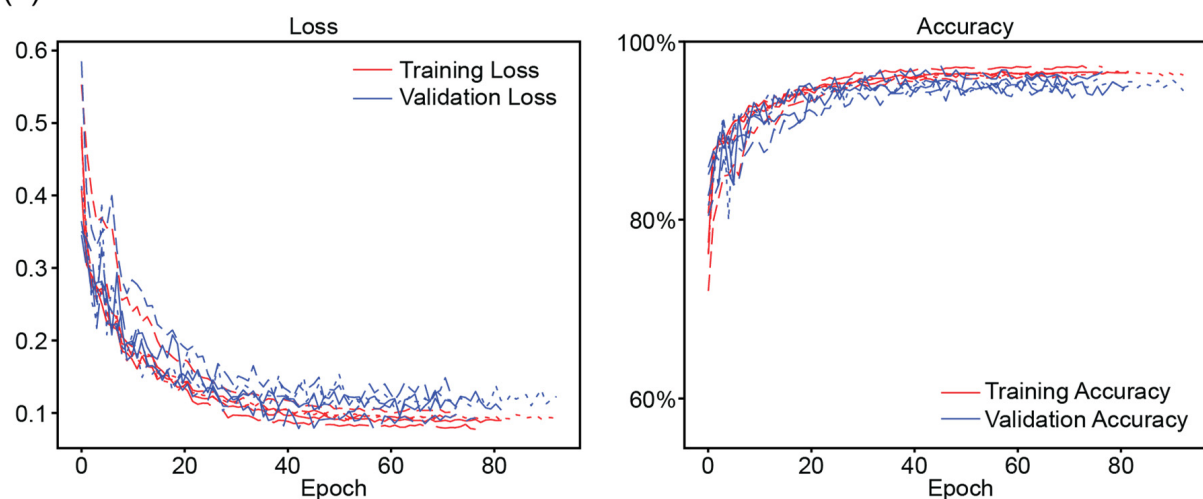 Loss
0.6
0.5
0.4
0.3
0.2
0.1
0 20 40 60 80
Epoch
Training Loss
Validation Loss
Accuracy
100%
80%
60%
0 20 40 60 80
Epoch
Training Accuracy
Validation Accuracy